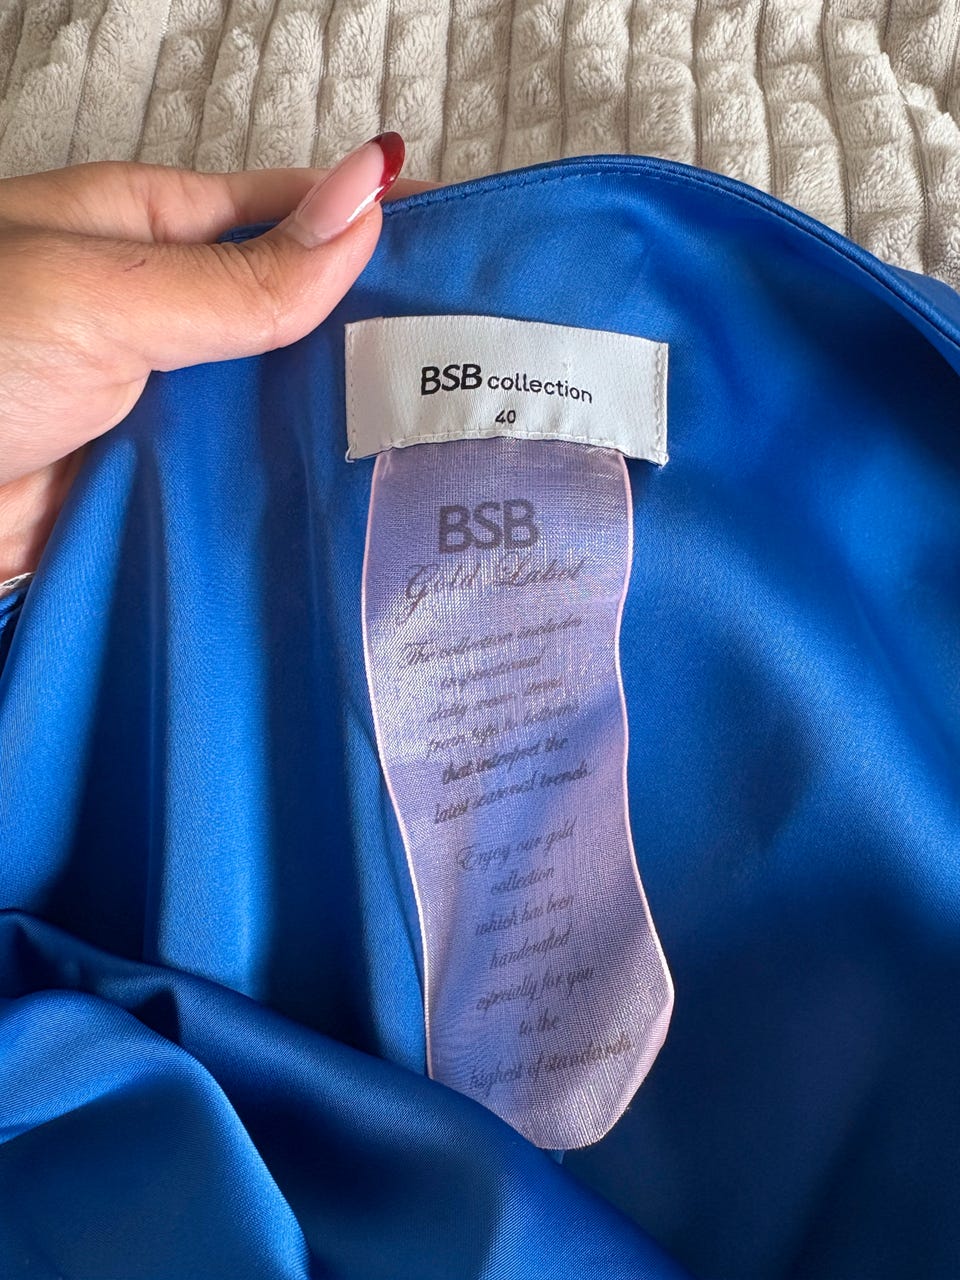 BSB collection
40
BSB
Gold Label
The collection includes
daily wear items
from tops to bottoms
that interpret the
latest seasonal trends.
Enjoy our gold
collection
which has been
handcrafted
especially for you
to the
highest of standards.